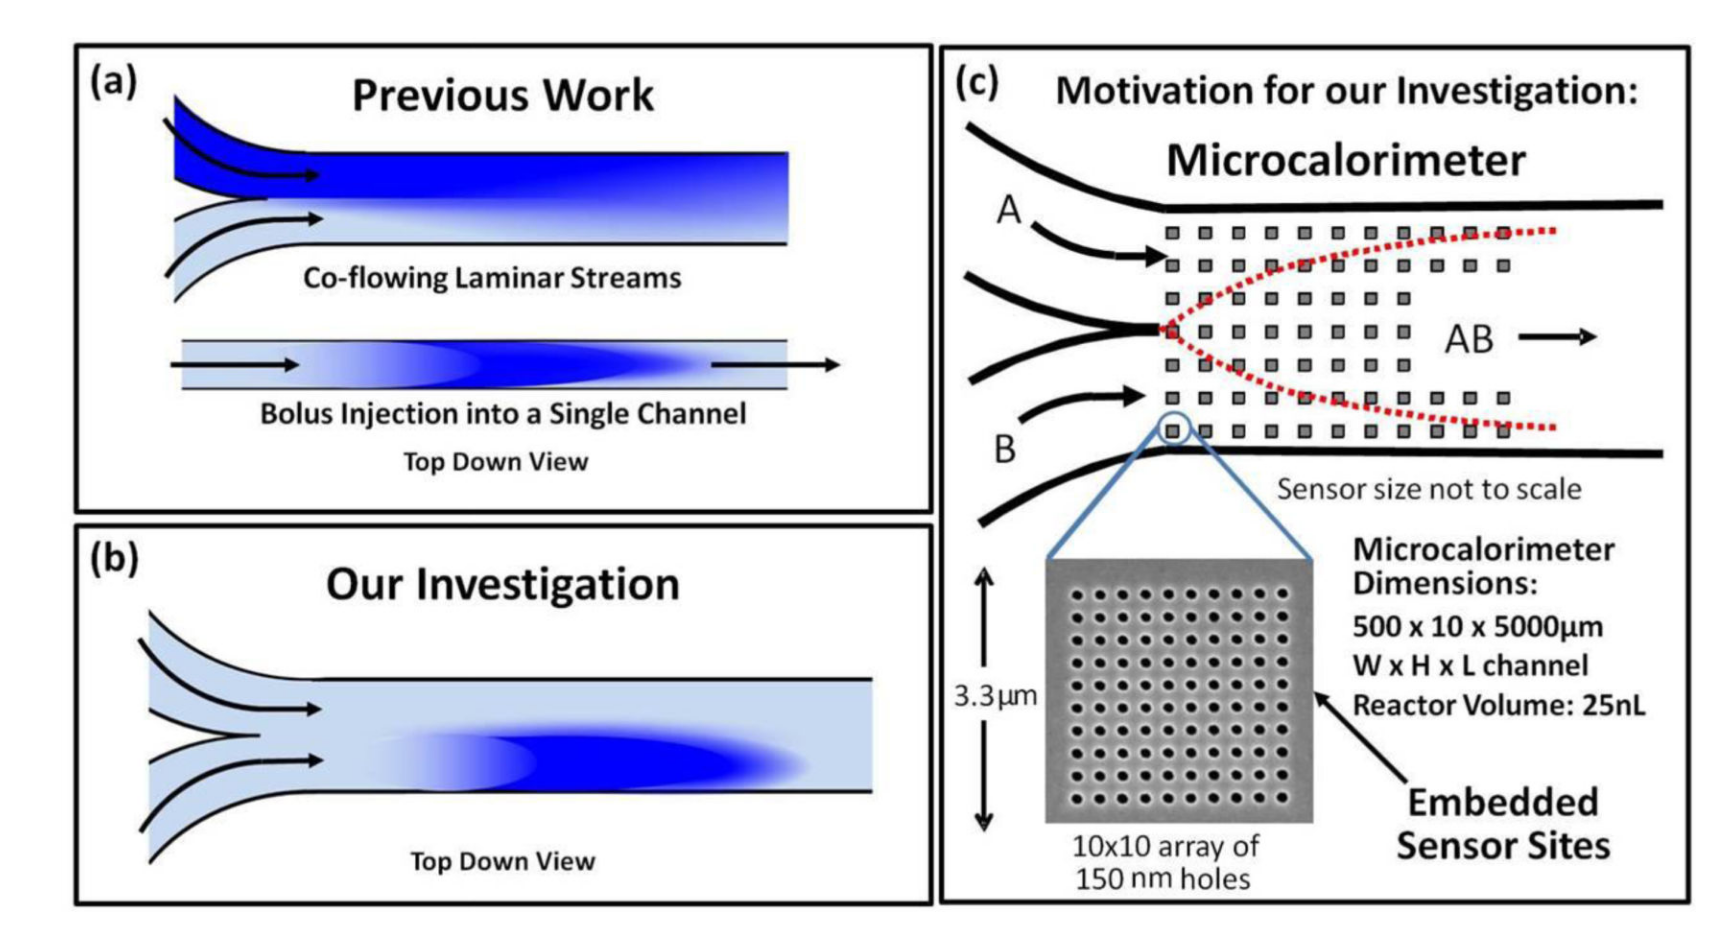 (a)
Previous Work
Co-flowing Laminar Streams
Bolus Injection into a Single Channel
Top Down View
(b)
Our Investigation
Top Down View
(c)
Motivation for our Investigation:
Microcalorimeter
A
AB
B
Sensor size not to scale
Microcalorimeter
Dimensions:
500 x 10 x 5000µm
W x H x L channel
Reactor Volume: 25nL
3.3µm
Embedded
Sensor Sites
10x10 array of
150 nm holes